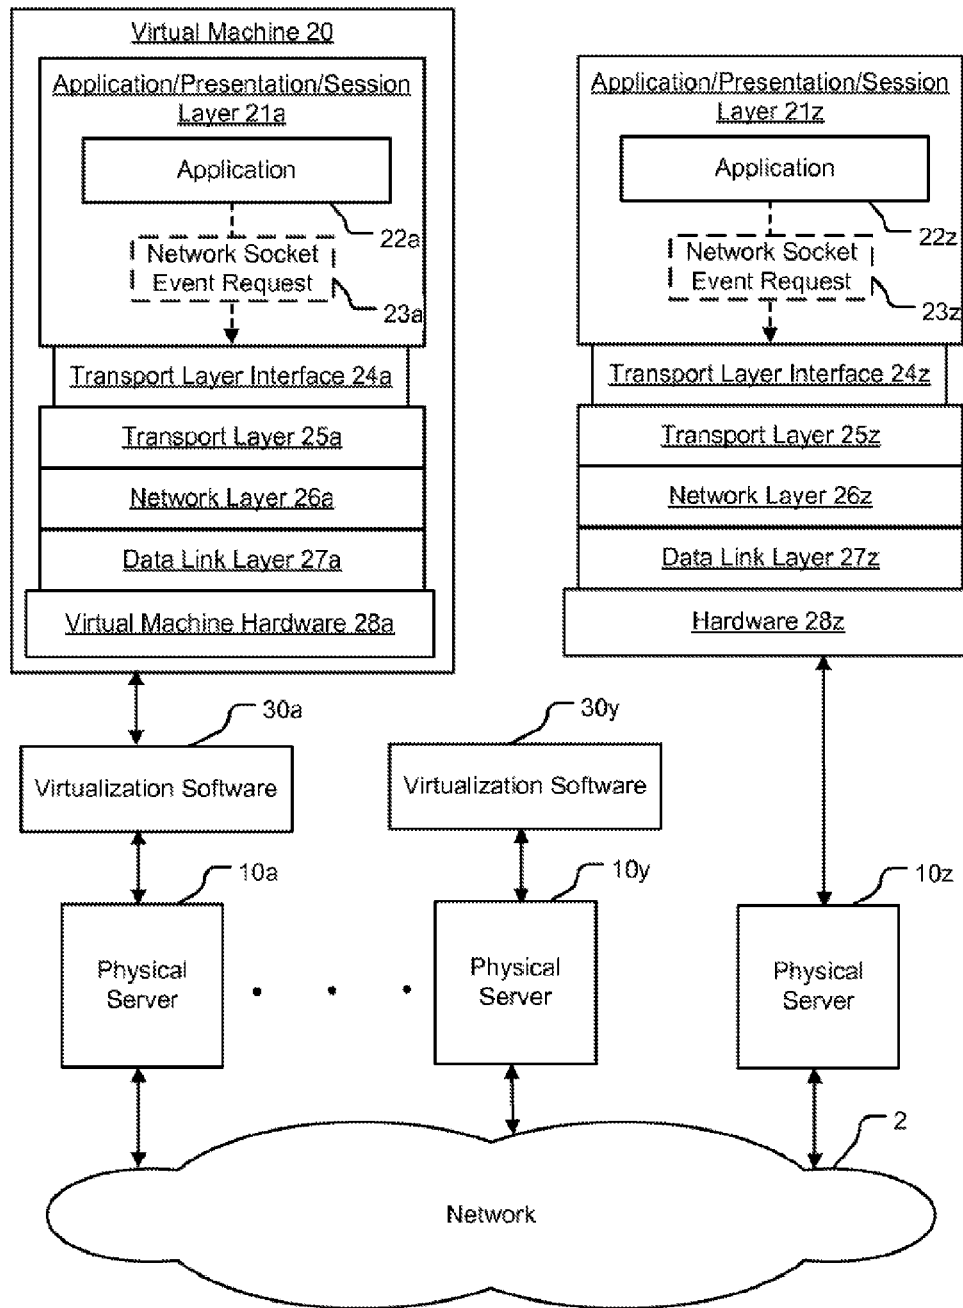 Virtual Machine 20
Application/Presentation/Session
Layer 21a
Application
22a
Network Socket
Event Request
23a
Transport Layer Interface 24a
Transport Layer 25a
Network Layer 26a
Data Link Layer 27a
Virtual Machine Hardware 28a
Application/Presentation/Session
Layer 21z
Application
22z
Network Socket
Event Request
23z
Transport Layer Interface 24z
Transport Layer 25z
Network Layer 26z
Data Link Layer 27z
Hardware 28z
30a
Virtualization Software
30y
Virtualization Software
10a
Physical
Server
10y
Physical
Server
10z
Physical
Server
2
Network